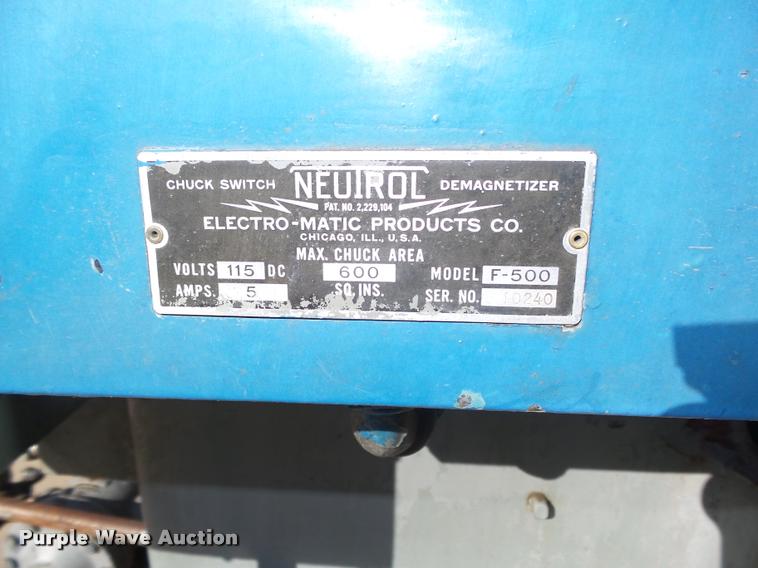 CHUCK SWITCH NEUTROL DEMAGNETIZER
PAT. NO. 2,229,104
ELECTRO-MATIC PRODUCTS CO.
CHICAGO, ILL., U.S.A.
MAX. CHUCK AREA
VOLTS 115 DC 600 MODEL F-500
AMPS. 5 SQ. INS. SER. NO. 10240
Purple Wave Auction